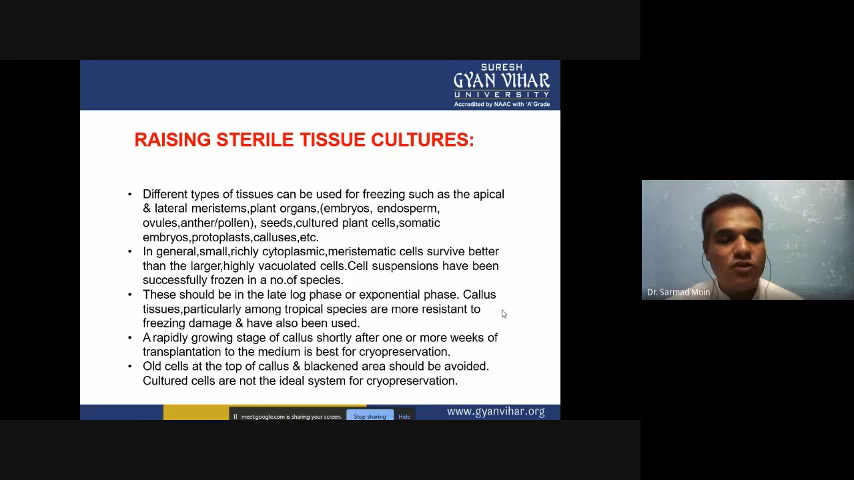 SURESH
GYAN VIHAR
UNIVERSITY
Accredited by NAAC with 'A' Grade
RAISING STERILE TISSUE CULTURES:
• Different types of tissues can be used for freezing such as the apical
& lateral meristems,plant organs,(embryos, endosperm,
ovules,anther/pollen), seeds,cultured plant cells,somatic
embryos,protoplasts,calluses,etc.
• In general,small,richly cytoplasmic,meristematic cells survive better
than the larger,highly vacuolated cells.Cell suspensions have been
successfully frozen in a no.of species.
• These should be in the late log phase or exponential phase. Callus
tissues,particularly among tropical species are more resistant to
freezing damage & have also been used.
• A rapidly growing stage of callus shortly after one or more weeks of
transplantation to the medium is best for cryopreservation.
• Old cells at the top of callus & blackened area should be avoided.
Cultured cells are not the ideal system for cryopreservation.
meet.google.com is sharing your screen. Stop sharing Hide
www.gyanvihar.org
Dr. Sarmad Moin